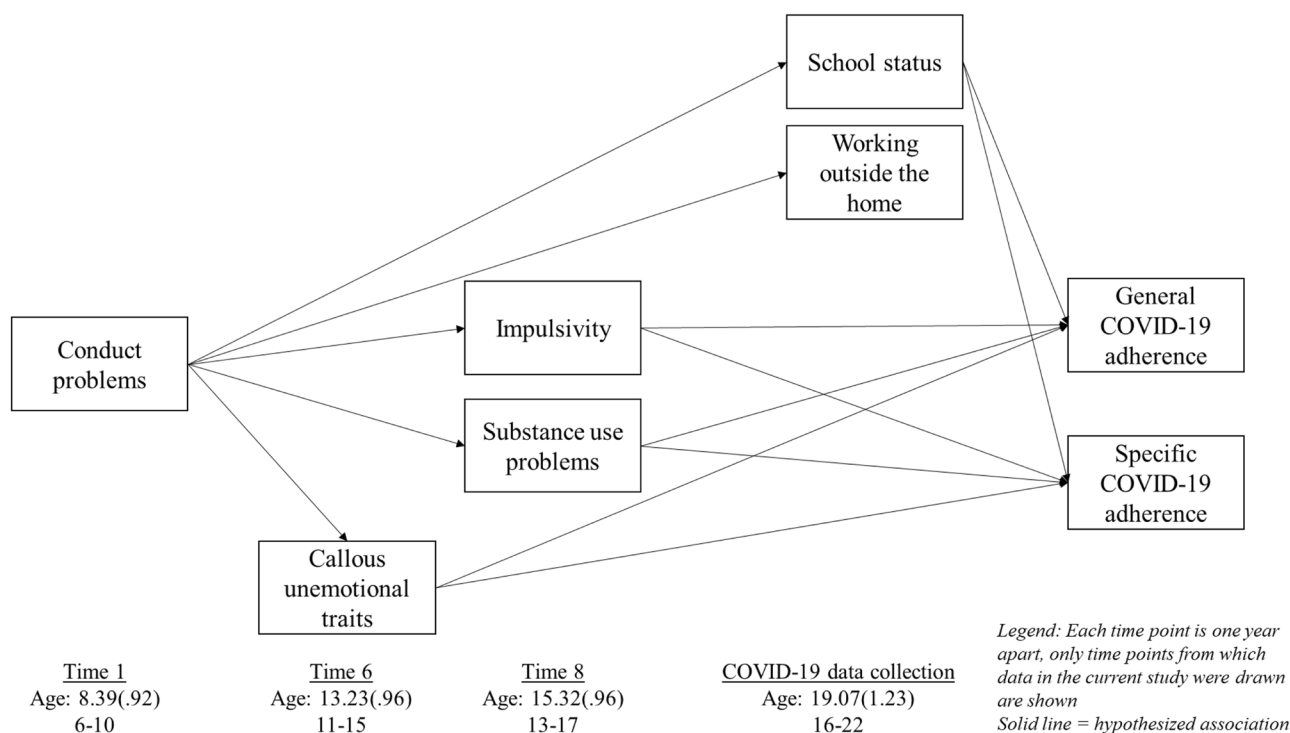 School status
Working
outside the
home
Impulsivity
General
COVID-19
adherence
Conduct
problems
Substance use
problems
Specific
COVID-19
adherence
Callous
unemotional
traits
Time 1
Age: 8.39(.92)
6-10
Time 6
Age: 13.23(.96)
11-15
Time 8
Age: 15.32(.96)
13-17
COVID-19 data collection
Age: 19.07(1.23)
16-22
Legend: Each time point is one year
apart, only time points from which
data in the current study were drawn
are shown
Solid line = hypothesized association